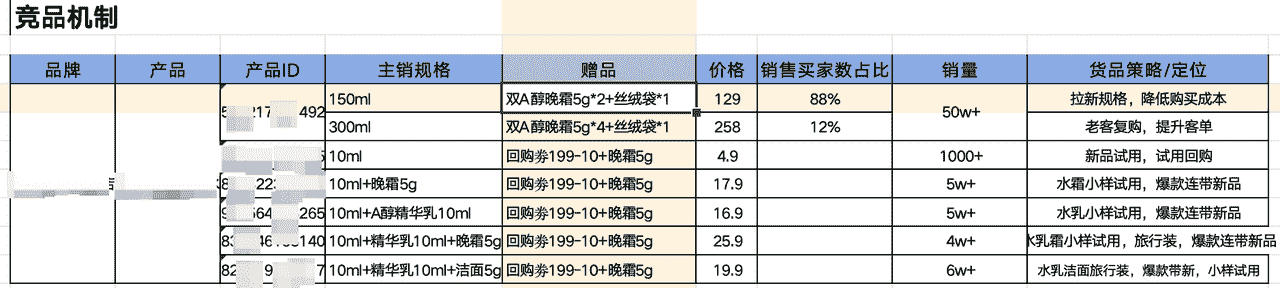 竞品机制
品牌 产品 产品ID 主销规格 赠品 价格 销售买家数占比 销量 货品策略/定位
492 150ml 双A醇晚霜5g*2+丝绒袋*1 129 88% 50w+ 拉新规格，降低购买成本
300ml 双A醇晚霜5g*4+丝绒袋*1 258 12% 老客复购，提升客单
10ml 回购券199-10+晚霜5g 4.9 1000+ 新品试用，试用回购
10ml+晚霜5g 回购券199-10+晚霜5g 17.9 5w+ 水霜小样试用，爆款连带新品
265 10ml+A醇精华乳10ml 回购券199-10+晚霜5g 16.9 5w+ 水乳小样试用，爆款连带新品
140 10ml+精华乳10ml+晚霜5g 回购券199-10+晚霜5g 25.9 4w+ 水乳霜小样试用，旅行装，爆款连带新品
82 9 7 10ml+精华乳10ml+洁面5g 回购券199-10+晚霜5g 19.9 6w+ 水乳洁面旅行装，爆款带新，小样试用